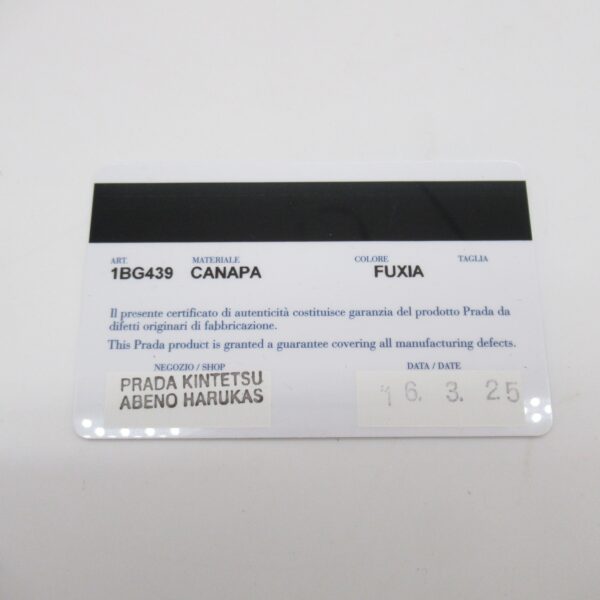 ART. MATERIALE COLORE TAGLIA
1BG439 CANAPA FUXIA
Il presente certificato di autenticità costituisce garanzia del prodotto Prada da
difetti originari di fabbricazione.
This Prada product is granted a guarantee covering all manufacturing defects.
NEGOZIO / SHOP DATA / DATE
PRADA KINTETSU
ABENO HARUKAS
'16. 3. 25